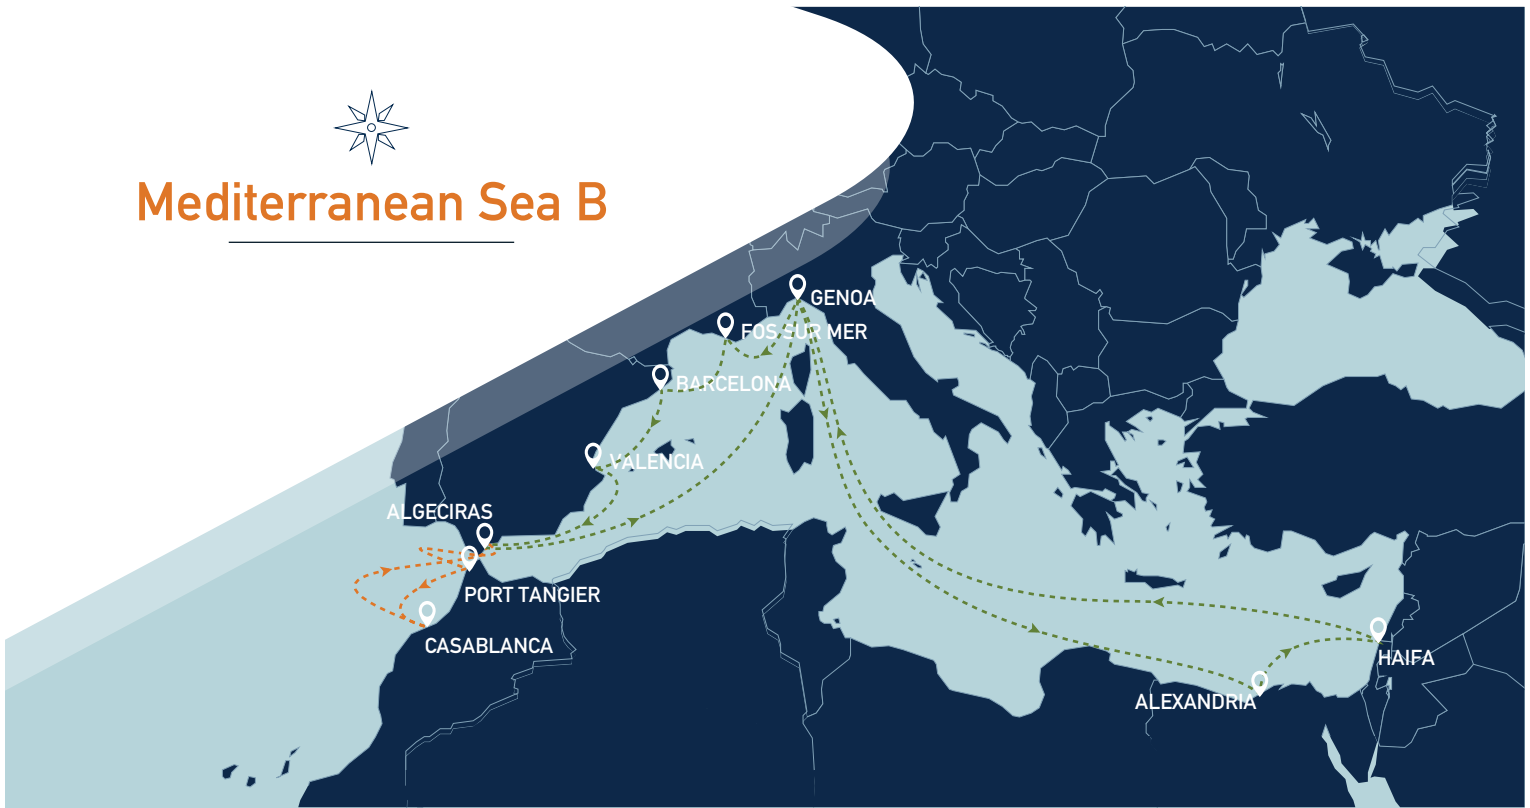 Mediterranean Sea B
GENOA
FOS SUR MER
BARCELONA
VALENCIA
ALGECIRAS
PORT TANGIER
CASABLANCA
HAIFA
ALEXANDRIA